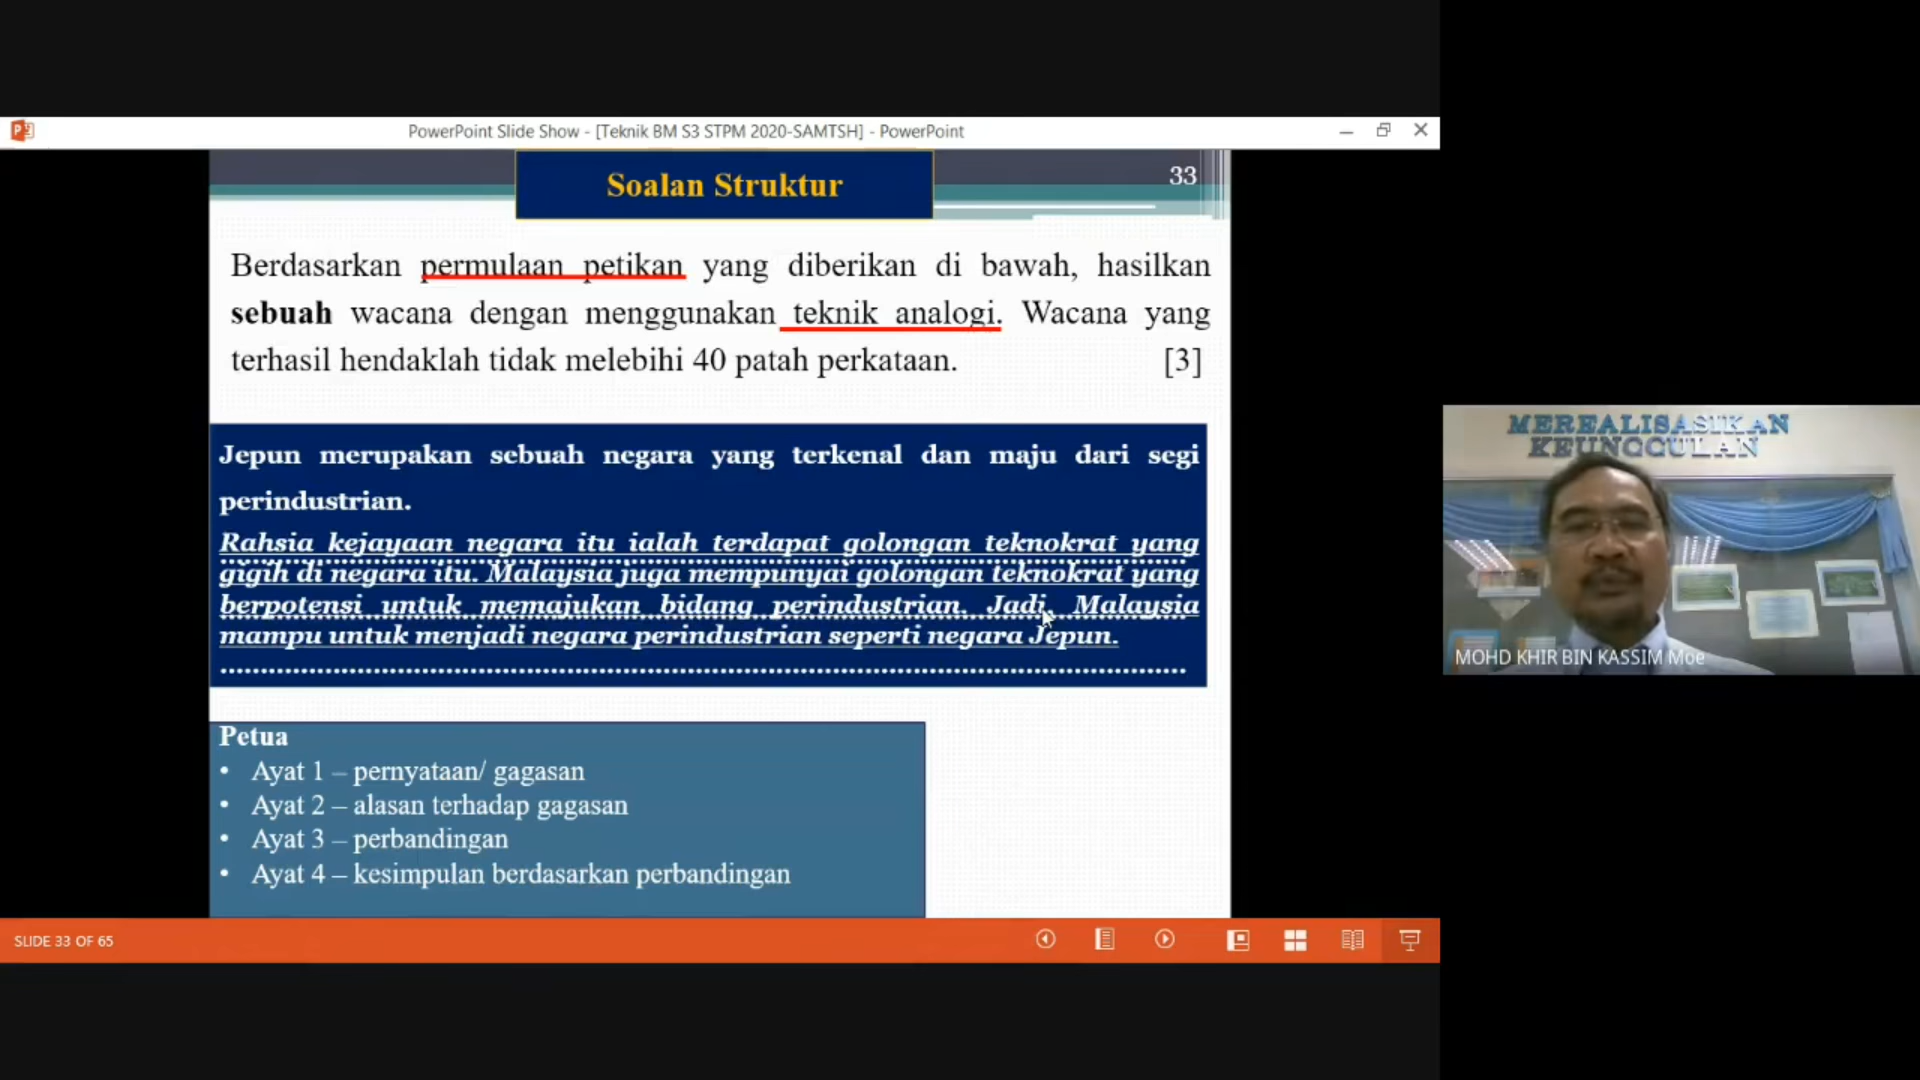 PowerPoint Slide Show - [Teknik BM S3 STPM 2020-SAMTSH] - PowerPoint
Soalan Struktur
33
Berdasarkan permulaan petikan yang diberikan di bawah, hasilkan
sebuah wacana dengan menggunakan teknik analogi. Wacana yang
terhasil hendaklah tidak melebihi 40 patah perkataan. [3]
Jepun merupakan sebuah negara yang terkenal dan maju dari segi
perindustrian.
Rahsia kejayaan negara itu ialah terdapat golongan teknokrat yang
gigih di negara itu. Malaysia juga mempunyai golongan teknokrat yang
berpotensi untuk memajukan bidang perindustrian. Jadi, Malaysia
mampu untuk menjadi negara perindustrian seperti negara Jepun.
Petua
• Ayat 1 – pernyataan/ gagasan
• Ayat 2 – alasan terhadap gagasan
• Ayat 3 – perbandingan
• Ayat 4 – kesimpulan berdasarkan perbandingan
SLIDE 33 OF 65
MEREALISASIKAN
KEUNGGULAN
MOHD KHIR BIN KASSIM Moe